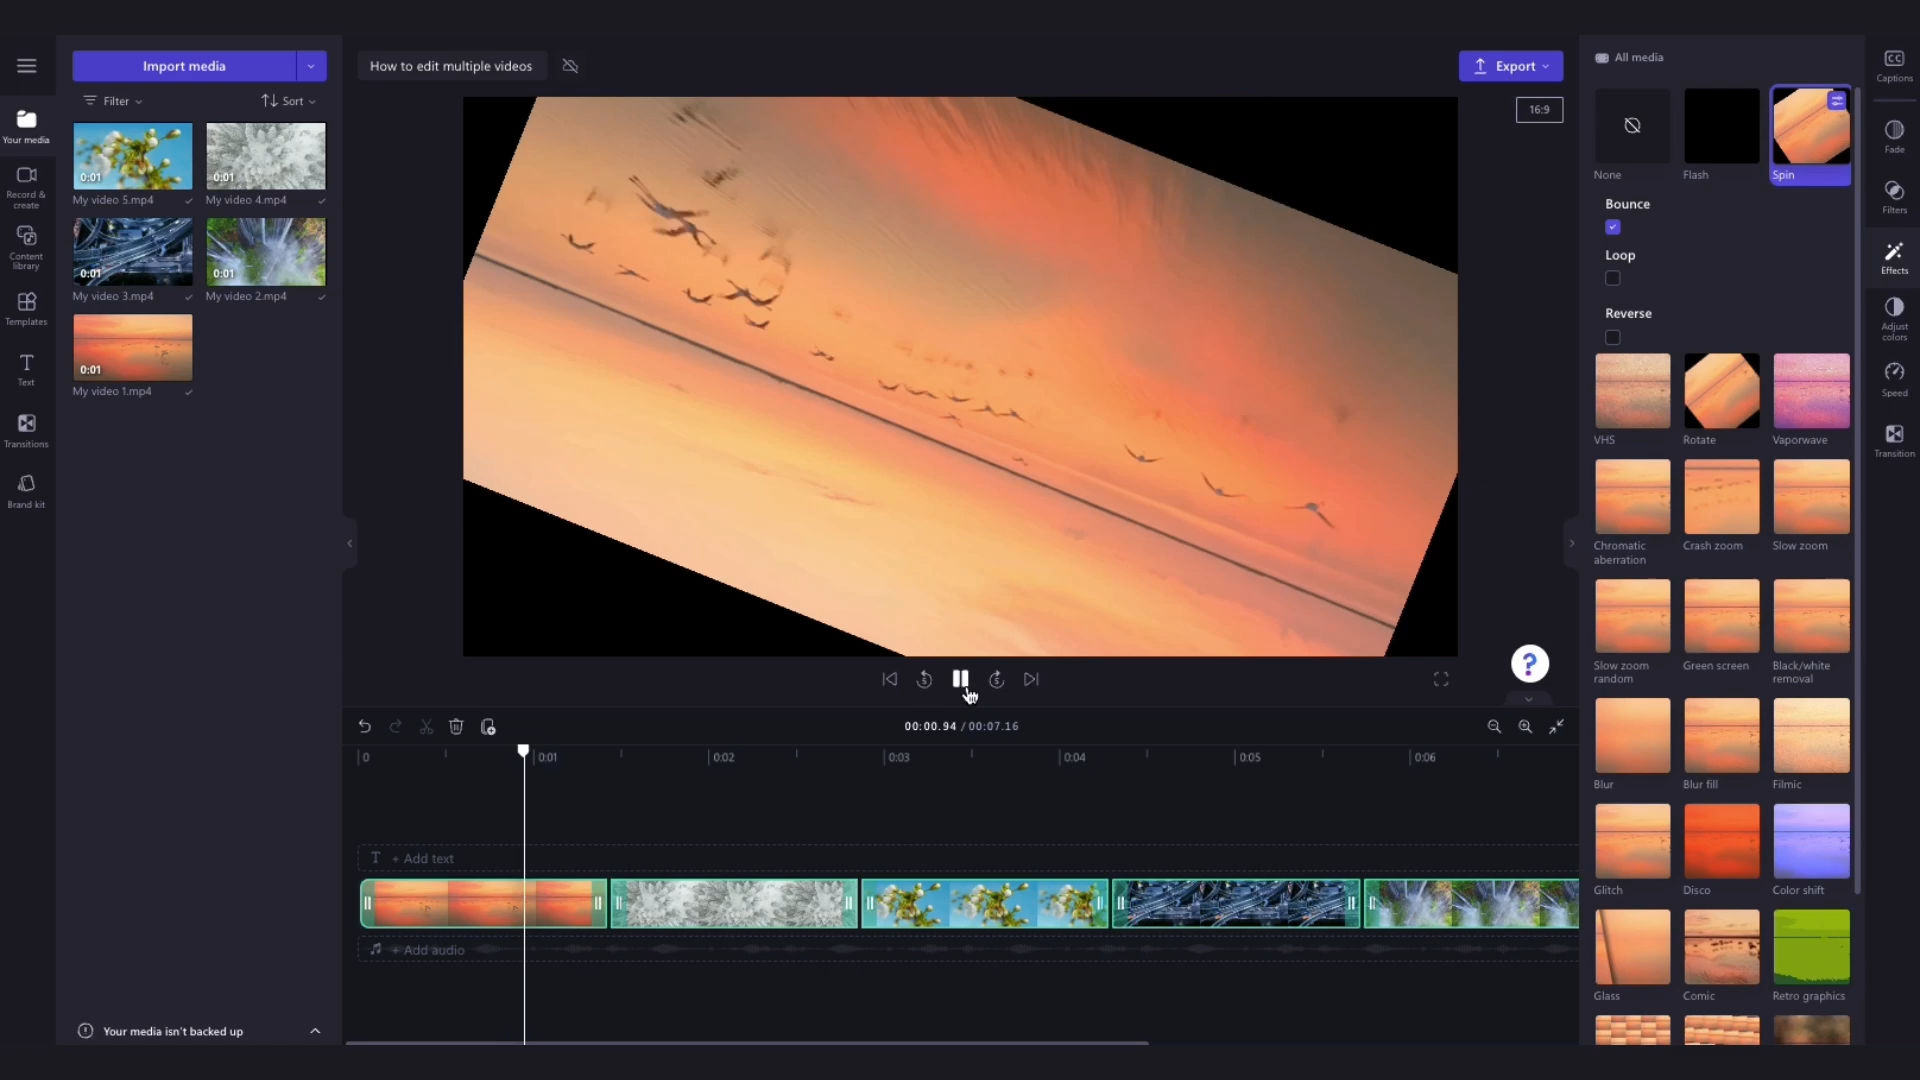 Import media
Filter
Sort
0:01
My video 5.mp4
0:01
My video 4.mp4
0:01
My video 3.mp4
0:01
My video 2.mp4
0:01
My video 1.mp4
Your media
Record &
create
Content
library
Templates
Text
Transitions
Brand kit
Your media isn't backed up
How to edit multiple videos
Export
16:9
5
5
?
00:00.94 / 00:07.16
0
0:01
0:02
0:03
0:04
0:05
0:06
T + Add text
+ Add audio
All media
None
Flash
Spin
Bounce
Loop
Reverse
VHS
Rotate
Vaporwave
Chromatic
aberration
Crash zoom
Slow zoom
Slow zoom
random
Green screen
Black/white
removal
Blur
Blur fill
Filmic
Glitch
Disco
Color shift
Glass
Comic
Retro graphics
CC
Captions
Fade
Filters
Effects
Adjust
colors
Speed
Transition